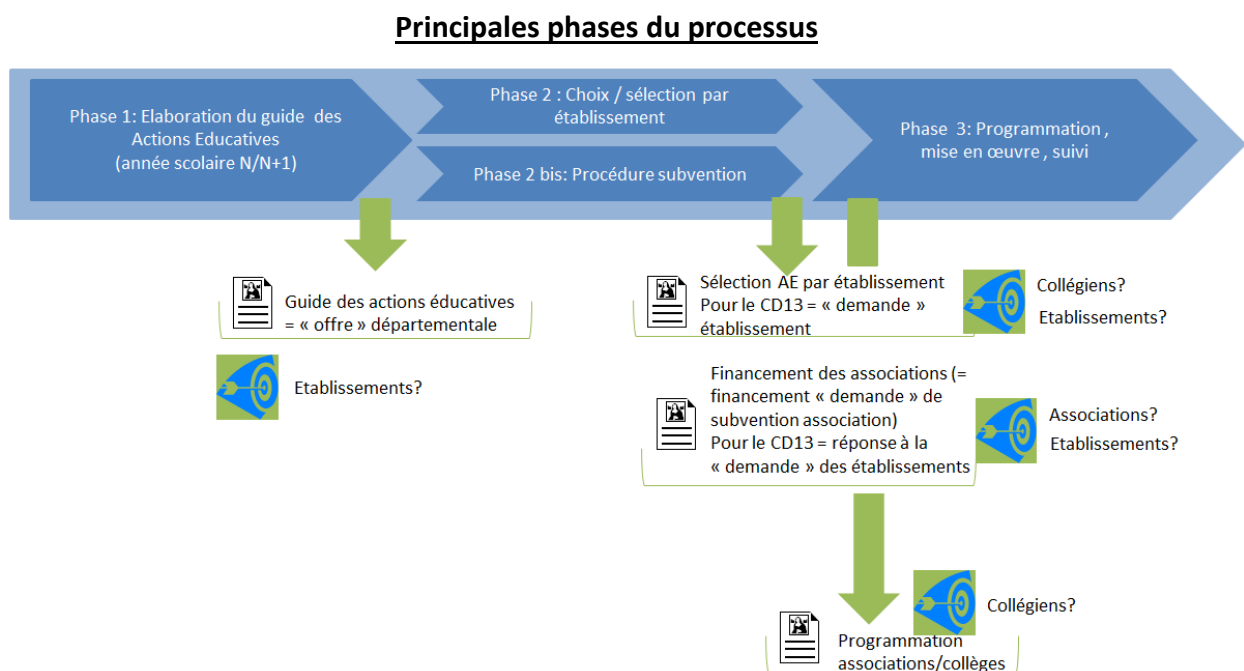 Principales phases du processus
Phase 1: Elaboration du guide des
Actions Educatives
(année scolaire N/N+1)
Phase 2 : Choix / sélection par
établissement
Phase 2 bis: Procédure subvention
Phase 3: Programmation ,
mise en œuvre , suivi
Guide des actions éducatives
= « offre » départementale
Etablissements?
Sélection AE par établissement
Pour le CD13 = « demande »
établissement
Collégiens?
Etablissements?
Financement des associations (=
financement « demande » de
subvention association)
Pour le CD13 = réponse à la
« demande » des établissements
Associations?
Etablissements?
Collégiens?
Programmation
associations/collèges